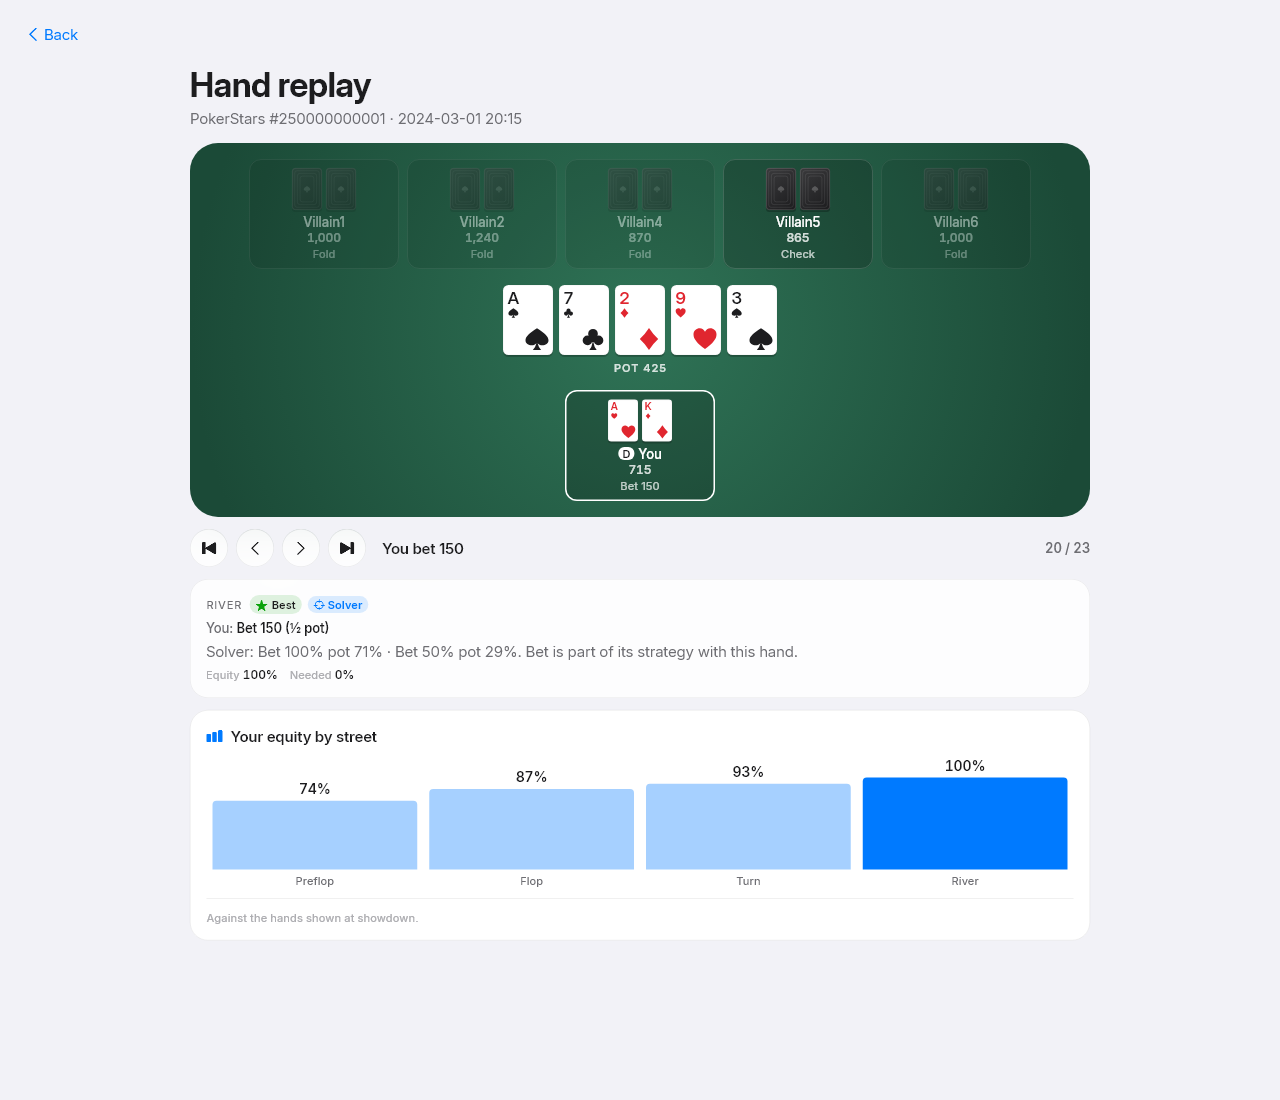 Back
Hand replay
PokerStars #250000000001 · 2024-03-01 20:15
Villain1 Villain2 Villain4 Villain5 Villain6
1,000 1,240 870 865 1,000
Fold Fold Fold Check Fold
A 7 2 9 3
POT 425
A K
D You
715
Bet 150
You bet 150
20 / 23
RIVER Best Solver
You: Bet 150 (½ pot)
Solver: Bet 100% pot 71% · Bet 50% pot 29%. Bet is part of its strategy with this hand.
Equity 100% Needed 0%
Your equity by street
74% 87% 93% 100%
Preflop Flop Turn River
Against the hands shown at showdown.